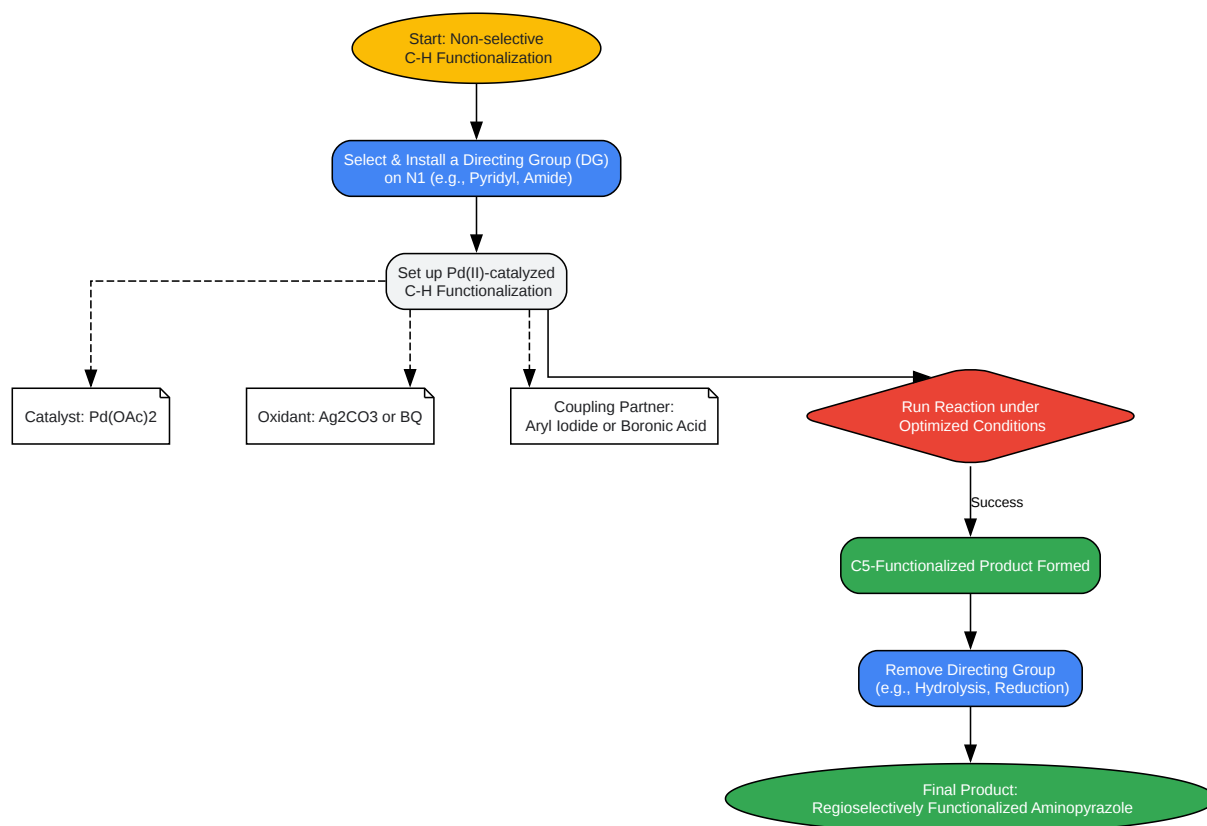 Start: Non-selective
C-H Functionalization
Select & Install a Directing Group (DG)
on N1 (e.g., Pyridyl, Amide)
Set up Pd(II)-catalyzed
C-H Functionalization
Catalyst: Pd(OAc)2
Oxidant: Ag2CO3 or BQ
Coupling Partner:
Aryl Iodide or Boronic Acid
Run Reaction under
Optimized Conditions
Success
C5-Functionalized Product Formed
Remove Directing Group
(e.g., Hydrolysis, Reduction)
Final Product:
Regioselectively Functionalized Aminopyrazole